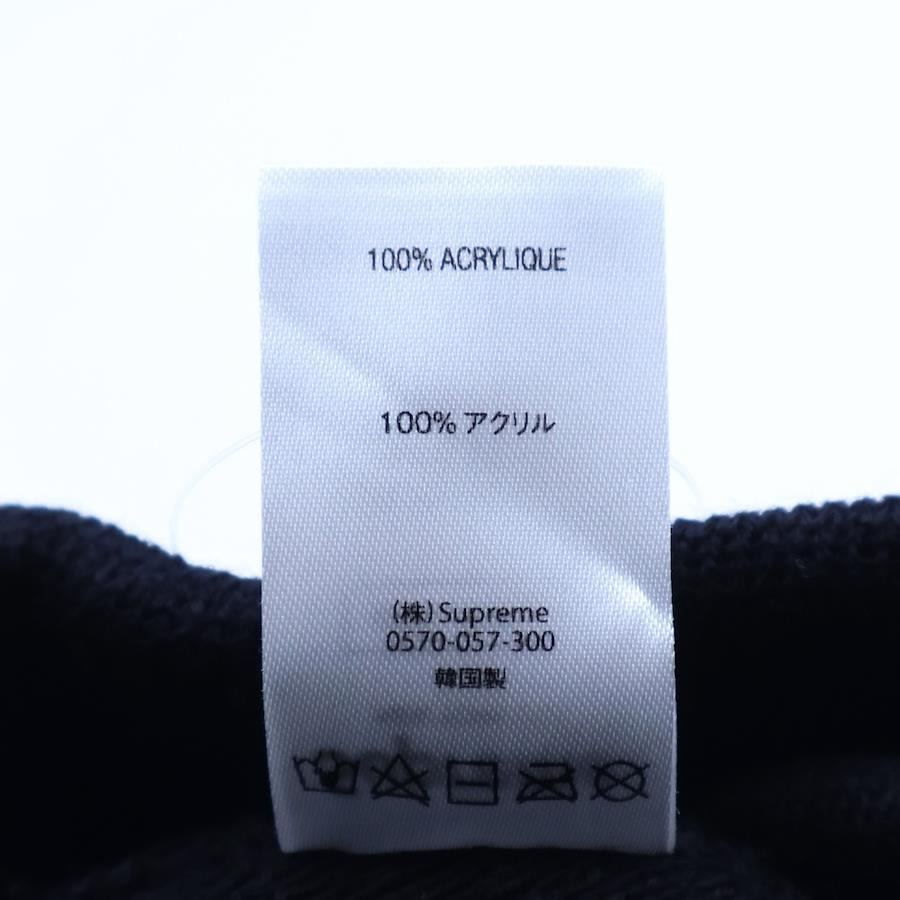 100% ACRYLIQUE
100% アクリル
(株)Supreme
0570-057-300
韓国製